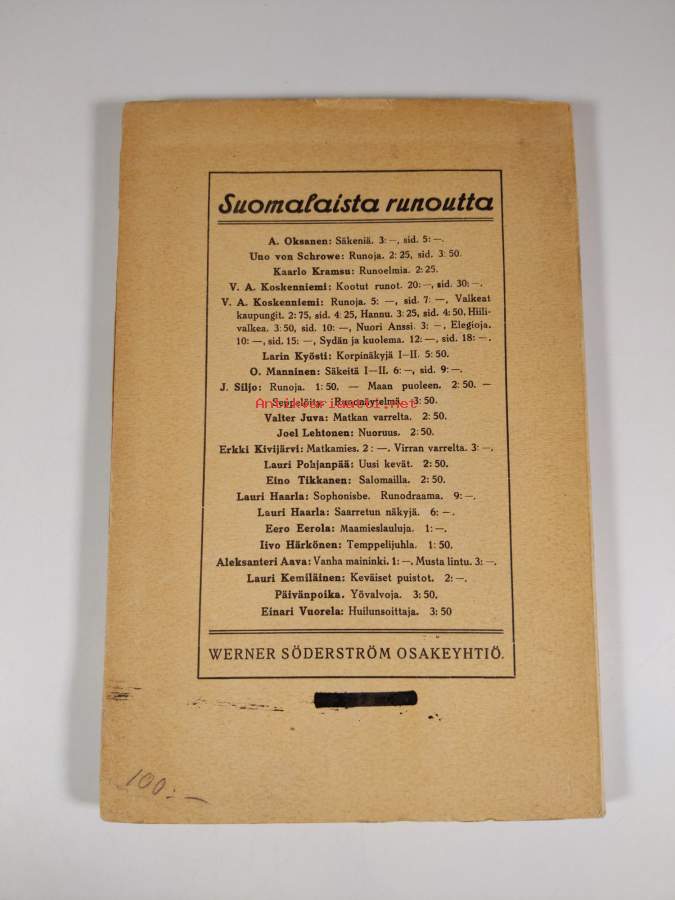 Suomalaista runoutta
A. Oksanen: Säkeniä. 3: —, sid. 5: —.
Uno von Schrowe: Runoja. 2: 25, sid. 3: 50.
Kaarlo Kramsu: Runoelmia. 2: 25.
V. A. Koskenniemi: Kootut runot. 20: —, sid. 30: —.
V. A. Koskenniemi: Runoja. 5: —, sid. 7: —, Valkeat
kaupungit. 2: 75, sid. 4: 25, Hannu. 3: 25, sid. 4: 50, Hiili-
valkea. 3: 50, sid. 10: —, Nuori Anssi. 3: —, Elegioja.
10: —, sid. 15: —, Sydän ja kuolema. 12: —, sid. 18: —.
Larin Kyösti: Korpinäkyjä I—II. 5: 50.
O. Manninen: Säkeitä I—II. 6: —, sid. 9: —.
J. Siljo: Runoja. 1: 50. — Maan puoleen. 2: 50. —
Runonäytelmä. 3: 50.
Antikvariaatti.Net
Valter Juva: Matkan varrelta. 2: 50.
Joel Lehtonen: Nuoruus. 2: 50.
Erkki Kivijärvi: Matkamies. 2: —. Virran varrelta. 3: —.
Lauri Pohjanpää: Uusi kevät. 2: 50.
Eino Tikkanen: Salomailla. 2: 50.
Lauri Haarla: Sophonisbe. Runodraama. 9: —.
Lauri Haarla: Saarretun näkyjä. 6: —.
Eero Eerola: Maamieslauluja. 1: —.
Iivo Härkönen: Temppelijuhla. 1: 50.
Aleksanteri Aava: Vanha maininki. 1: —. Musta lintu. 3: —.
Lauri Kemiläinen: Keväiset puistot. 2: —.
Päivänpoika. Yövalvoja. 3: 50.
Einari Vuorela: Huilunsoittaja. 3: 50
WERNER SÖDERSTRÖM OSAKEYHTIÖ.
100: —